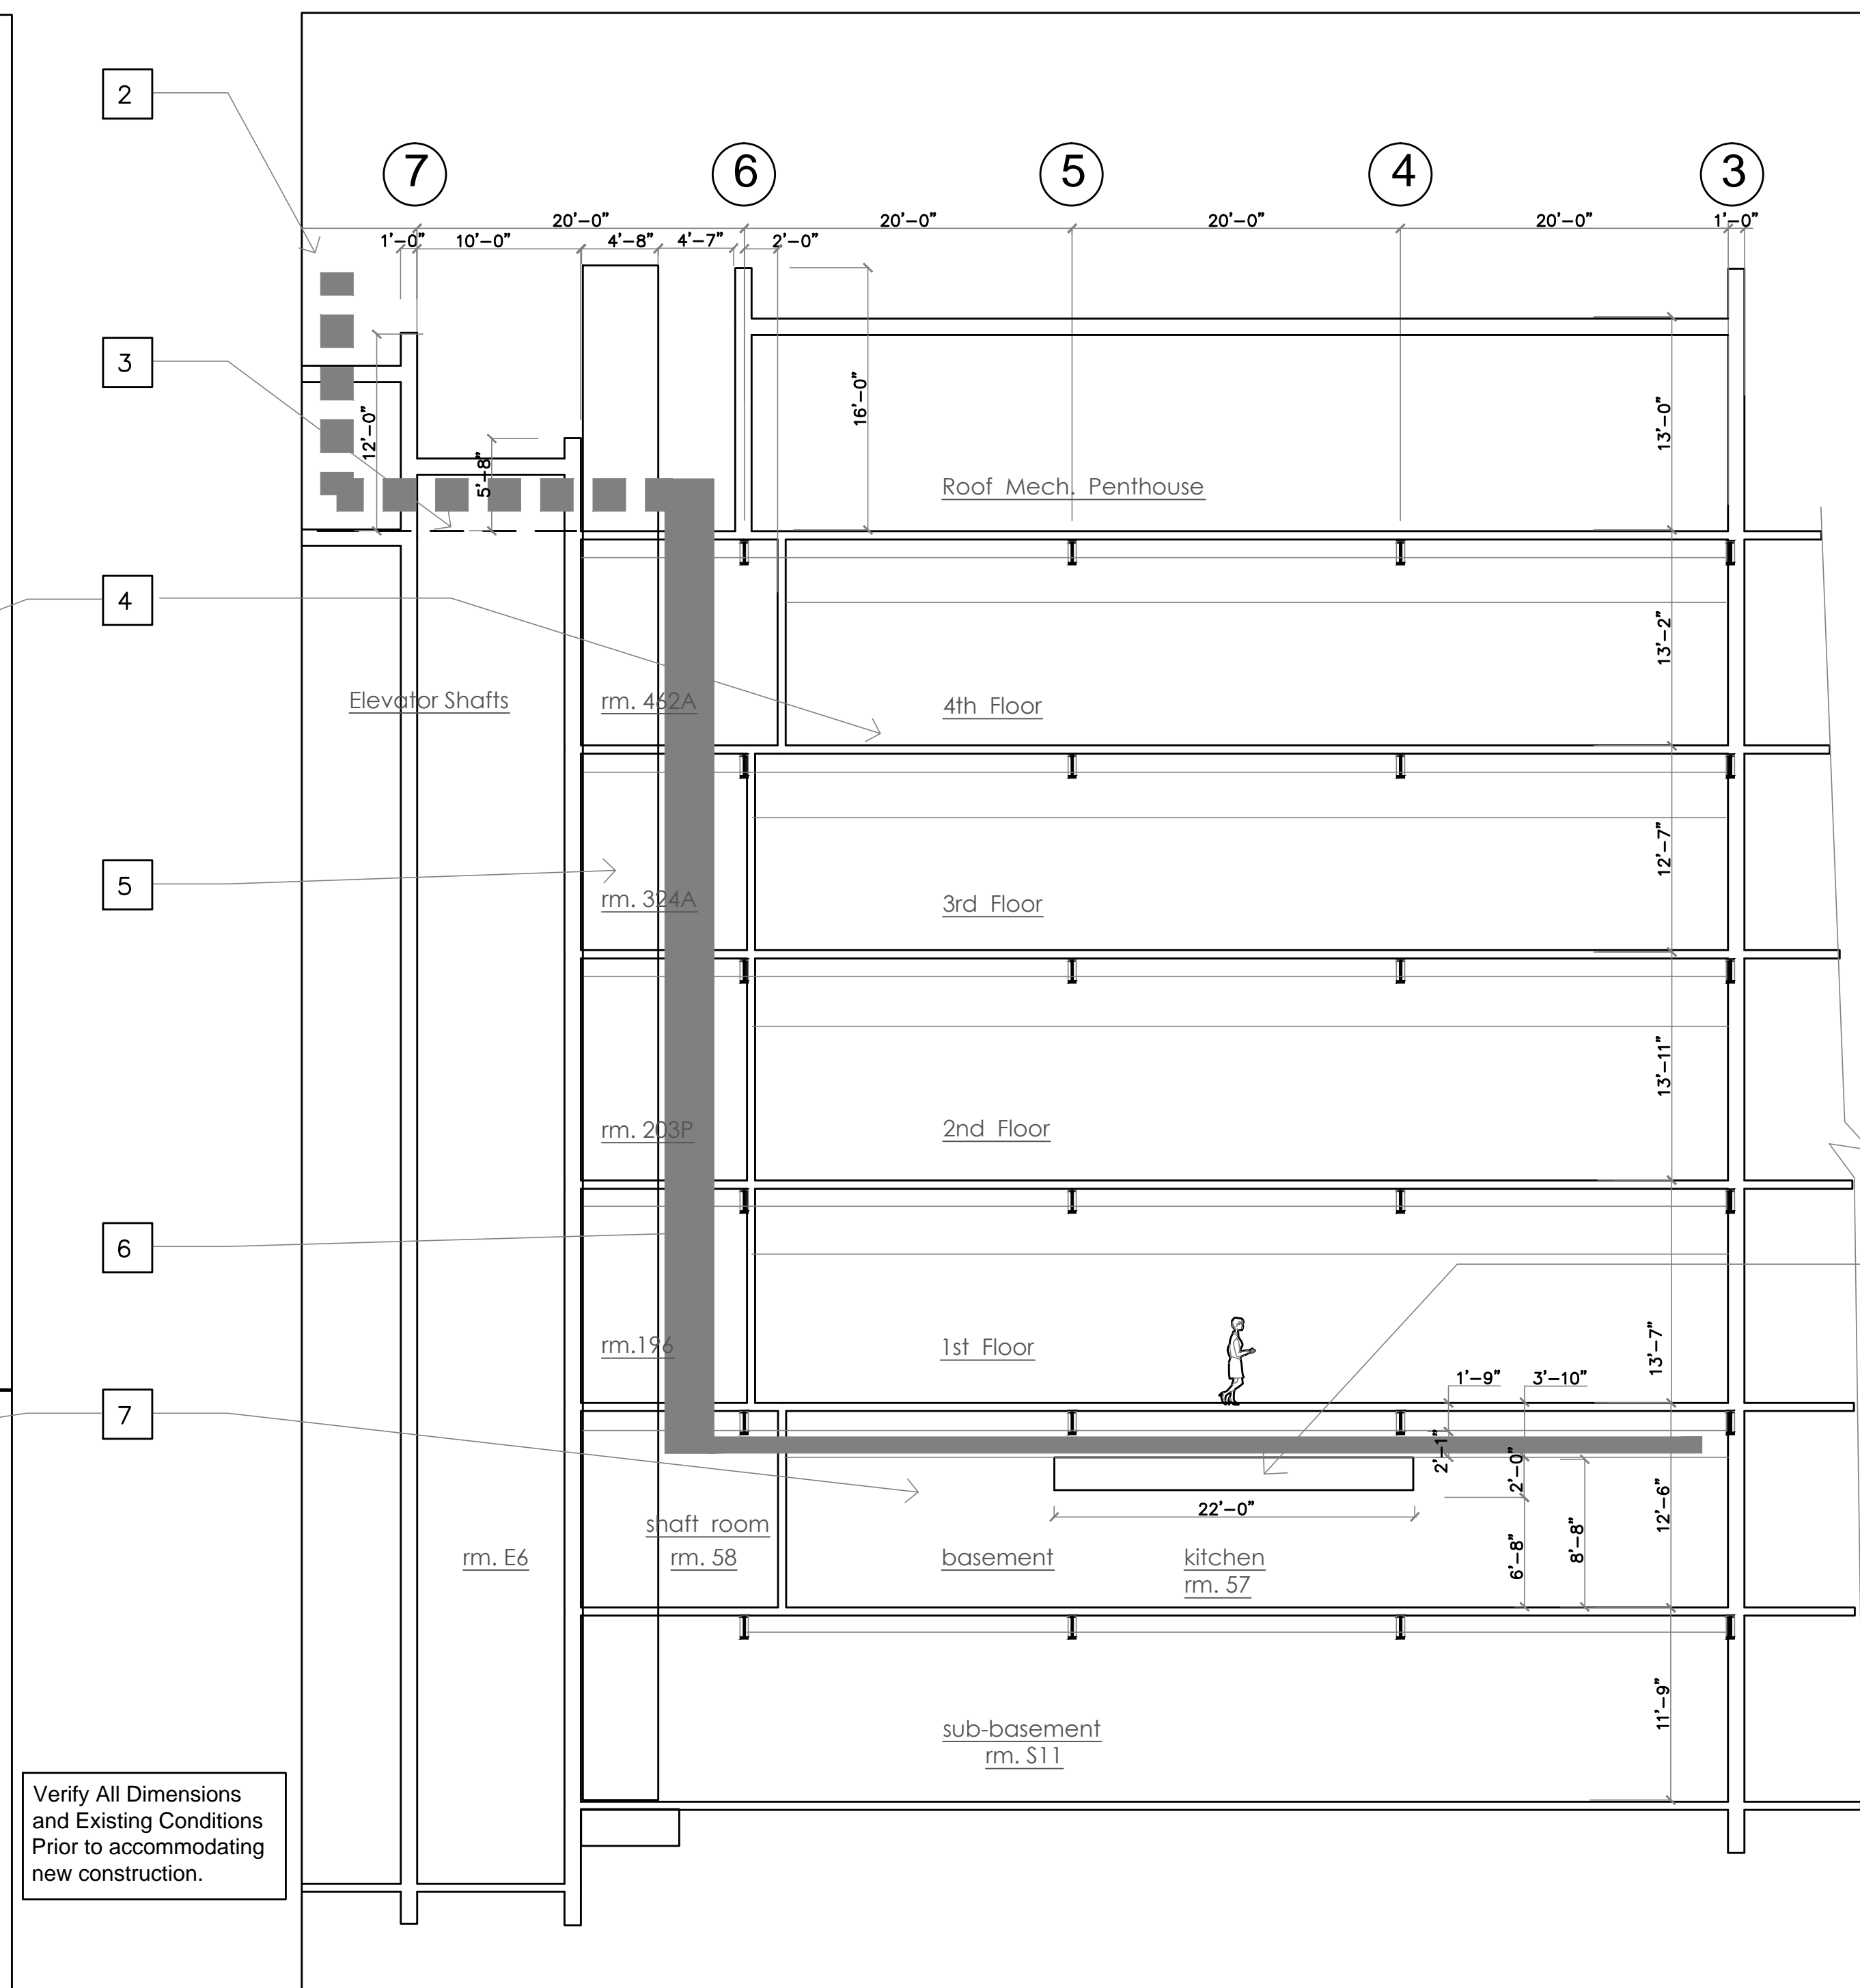 2
7
6
5
4
3
20'-0"
20'-0"
20'-0"
20'-0"
1'-0"
1'-0"
10'-0"
4'-8"
4'-7"
2'-0"
3
12'-0"
16'-0"
13'-0"
5'-8"
Roof Mech. Penthouse
4
13'-2"
Elevator Shafts
rm. 462A
4th Floor
5
12'-7"
rm. 324A
3rd Floor
13'-11"
rm. 203P
2nd Floor
6
rm.196
1st Floor
13'-7"
1'-9"
3'-10"
7
2'-1"
2'-0"
22'-0"
12'-6"
shaft room
rm. 58
rm. E6
basement
kitchen
rm. 57
6'-8"
8'-8"
11'-9"
sub-basement
rm. S11
Verify All Dimensions
and Existing Conditions
Prior to accommodating
new construction.